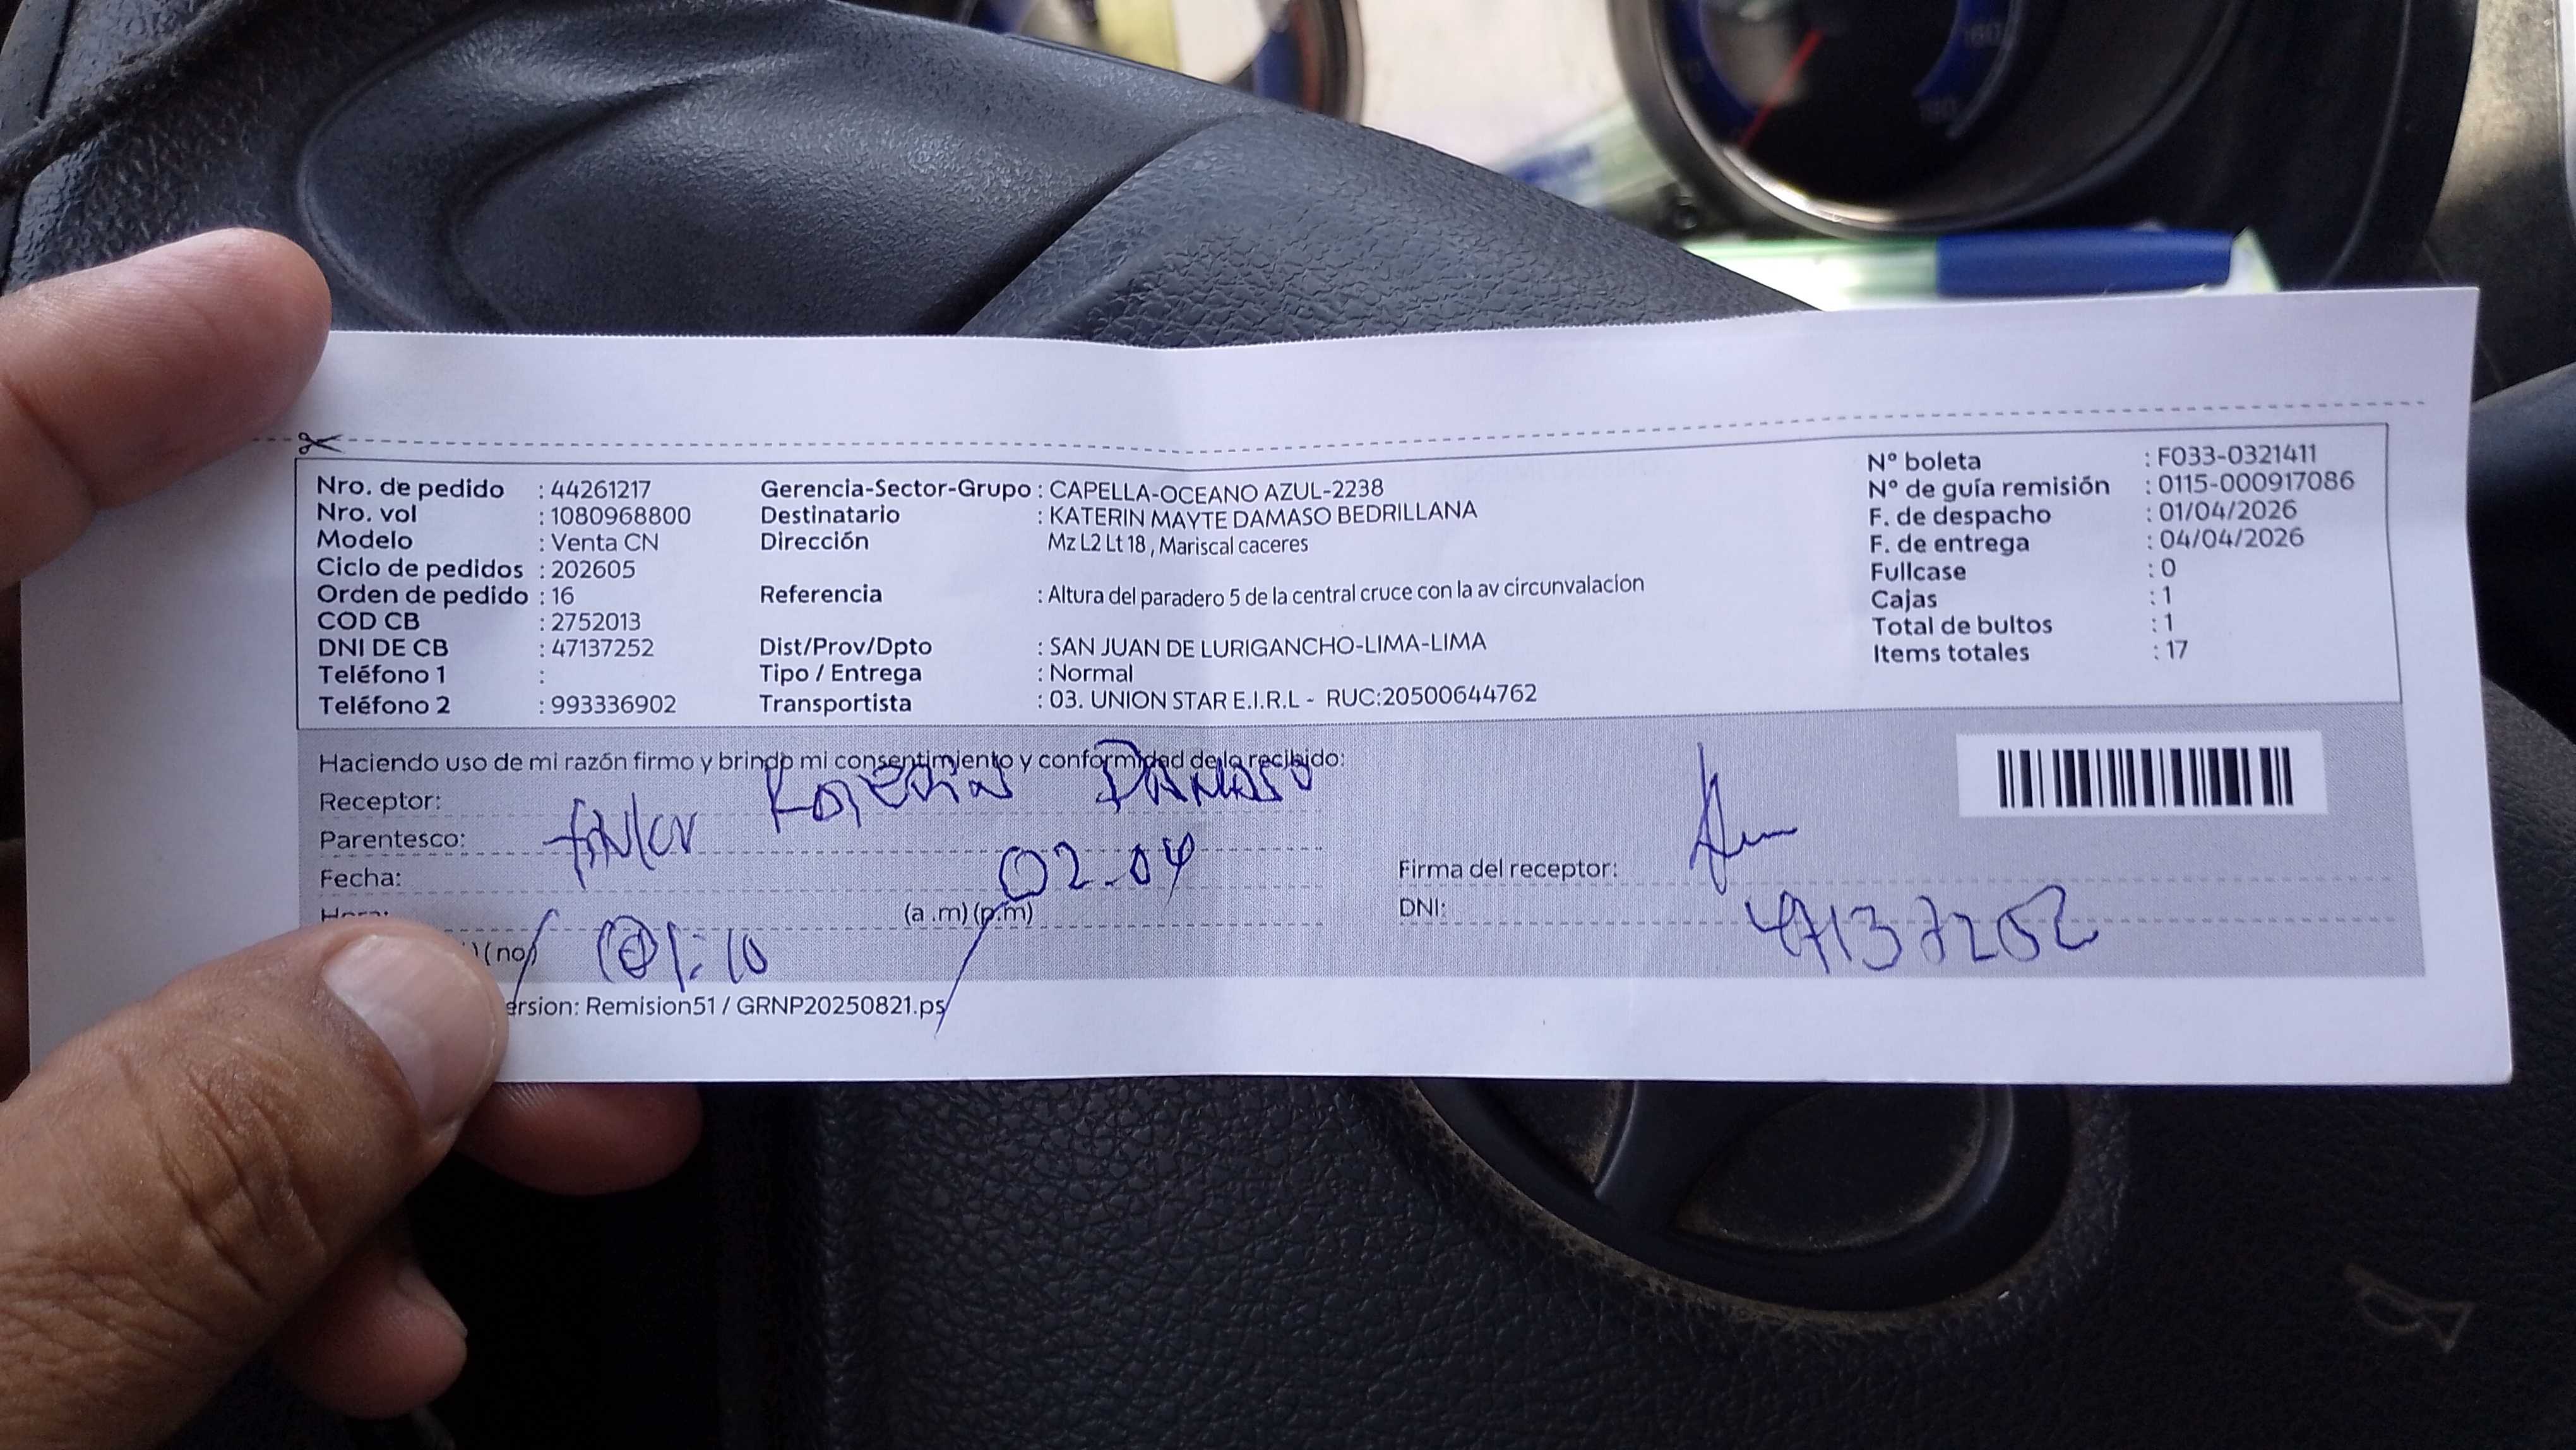 Nro. de pedido : 44261217
Nro. vol : 1080968800
Modelo : Venta CN
Ciclo de pedidos : 202605
Orden de pedido : 16
COD CB : 2752013
DNI DE CB : 47137252
Teléfono 1 :
Teléfono 2 : 993336902
Gerencia-Sector-Grupo : CAPELLA-OCEANO AZUL-2238
Destinatario : KATERIN MAYTE DAMASO BEDRILLANA
Dirección Mz L2 Lt 18 , Mariscal caceres
Referencia : Altura del paradero 5 de la central cruce con la av circunvalacion
Dist/Prov/Dpto : SAN JUAN DE LURIGANCHO-LIMA-LIMA
Tipo / Entrega : Normal
Transportista : 03. UNION STAR E.I.R.L - RUC:20500644762
N° boleta : F033-0321411
N° de guía remisión : 0115-000917086
F. de despacho : 01/04/2026
F. de entrega : 04/04/2026
Fullcase : 0
Cajas : 1
Total de bultos : 1
Items totales : 17
Haciendo uso de mi razón firmo y brindo mi consentimiento y conformidad de lo recibido:
Receptor: DAMASO
Parentesco:
Fecha: 02-04
Hora: (a .m) (p.m)
) (no) 01:10
Firma del receptor:
DNI: 47137252
ersion: Remision51 / GRNP20250821.ps